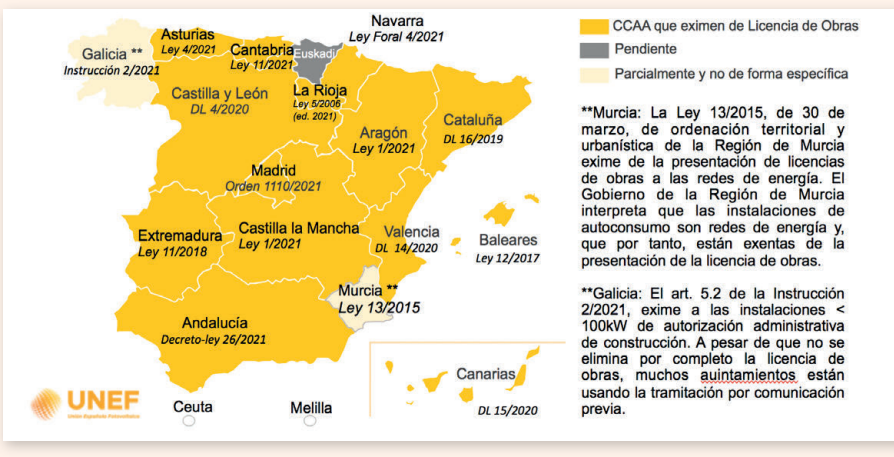 Navarra
Ley Foral 4/2021
Asturias
Ley 4/2021
Galicia **
Instrucción 2/2021
Cantabria
Ley 11/2021
Euskadi
La Rioja
Ley 5/2006
(ed. 2021)
Castilla y León
DL 4/2020
Aragón
Ley 1/2021
Cataluña
DL 16/2019
Madrid
Orden 1110/2021
Extremadura
Ley 11/2018
Castilla la Mancha
Ley 1/2021
Valencia
DL 14/2020
Baleares
Ley 12/2017
Murcia **
Ley 13/2015
Andalucía
Decreto-ley 26/2021
Canarias
DL 15/2020
Ceuta
Melilla
UNEF
Unión Española Fotovoltaica
CCAA que eximen de Licencia de Obras
Pendiente
Parcialmente y no de forma específica
**Murcia: La Ley 13/2015, de 30 de
marzo, de ordenación territorial y
urbanística de la Región de Murcia
exime de la presentación de licencias
de obras a las redes de energía. El
Gobierno de la Región de Murcia
interpreta que las instalaciones de
autoconsumo son redes de energía y,
que por tanto, están exentas de la
presentación de la licencia de obras.
**Galicia: El art. 5.2 de la Instrucción
2/2021, exime a las instalaciones <
100kW de autorización administrativa
de construcción. A pesar de que no se
elimina por completo la licencia de
obras, muchos auintamientos están
usando la tramitación por comunicación
previa.